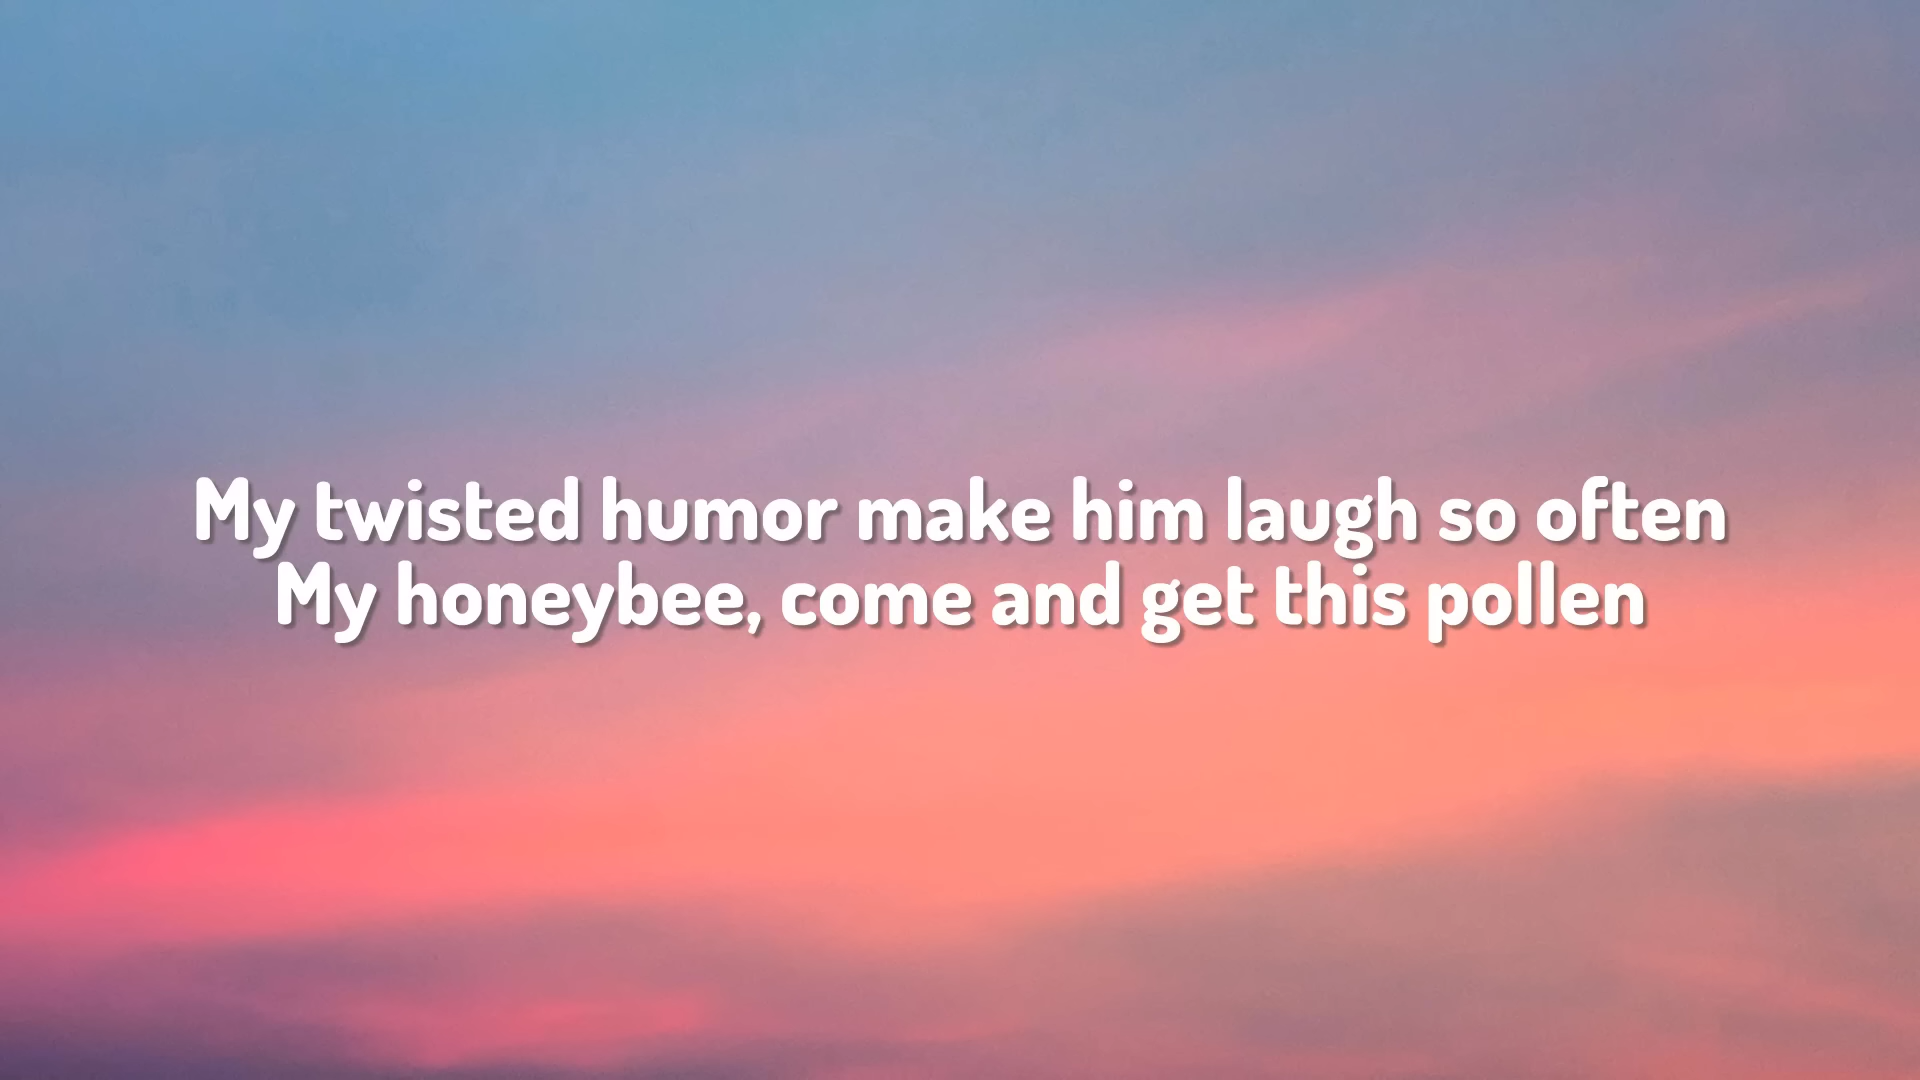 My twisted humor make him laugh so often
My honeybee, come and get this pollen